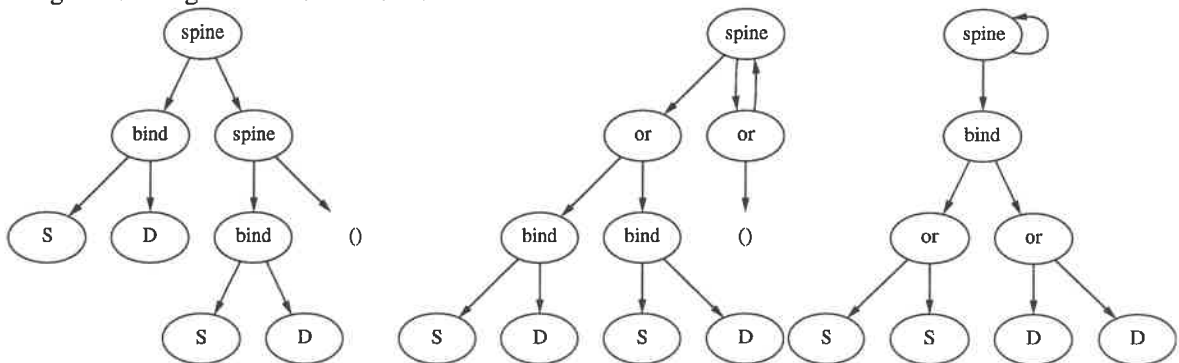 spine spine spine
bind spine or or bind
S D bind () bind bind () or or
S D S D S D S S D D